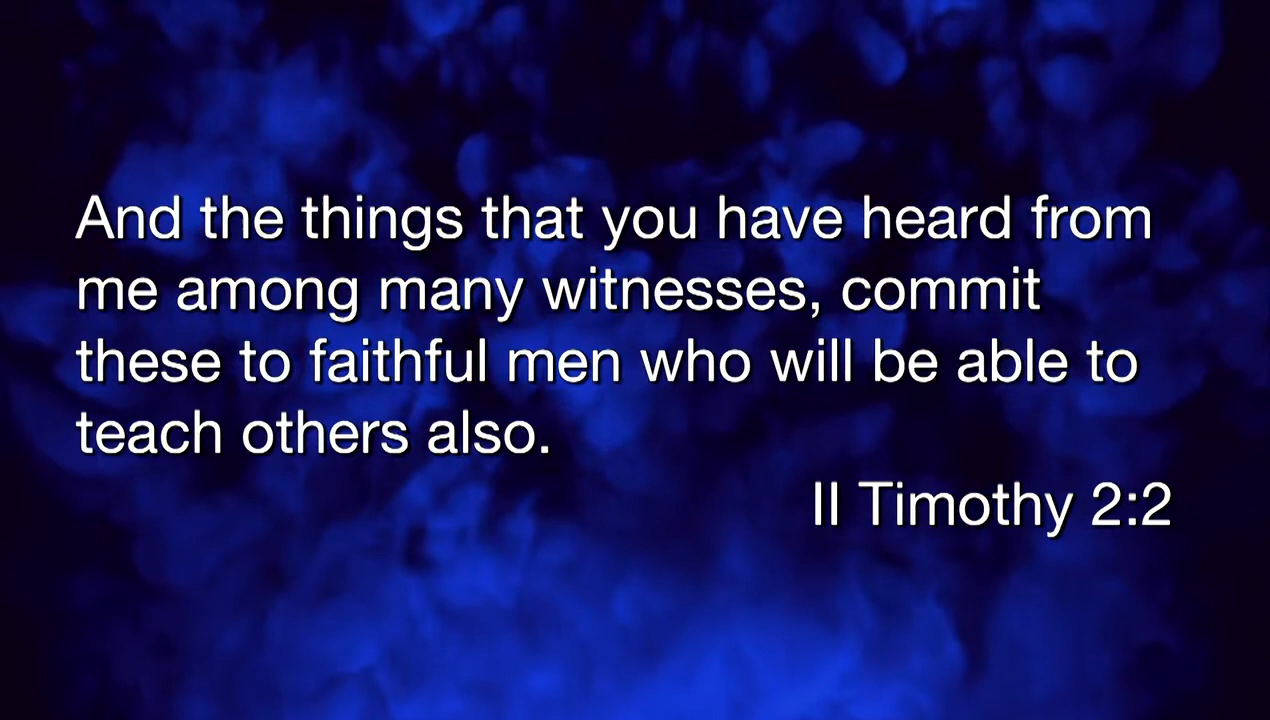 And the things that you have heard from
me among many witnesses, commit
these to faithful men who will be able to
teach others also.
II Timothy 2:2